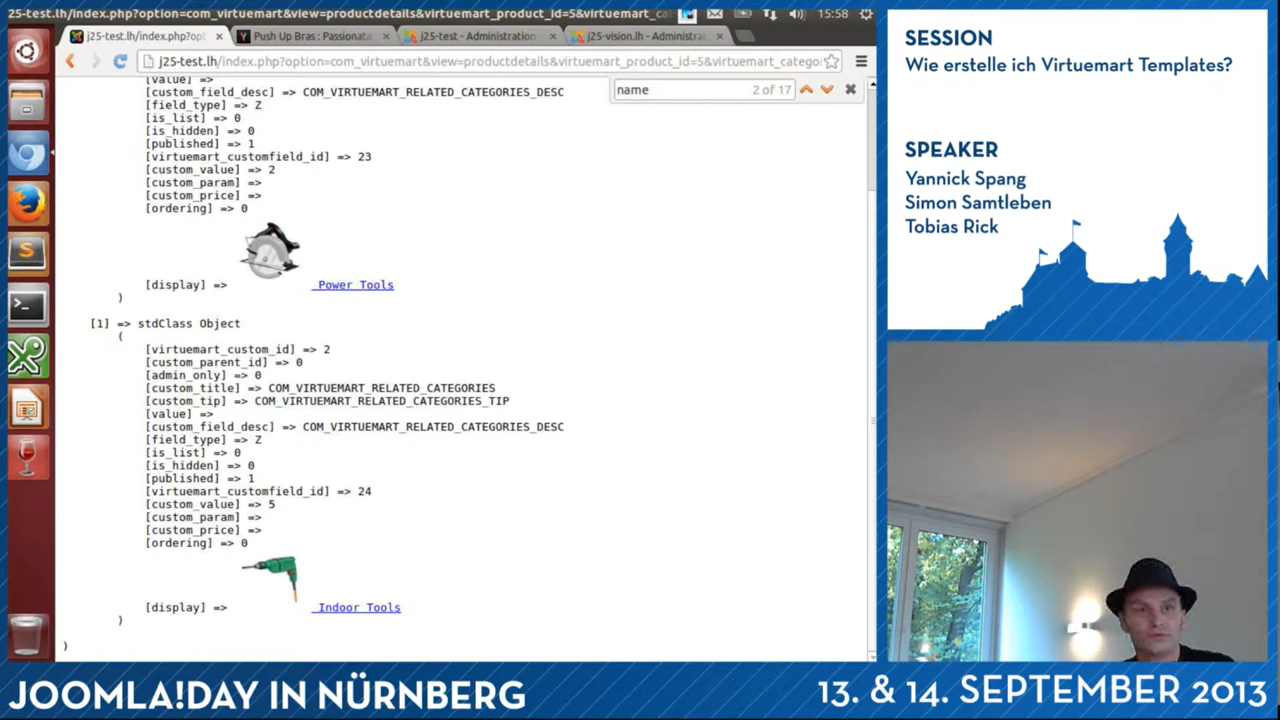 25-test.lh/index.php?option=com_virtuemart&view=productdetails&virtuemart_product_id=5&virtuemart_ca
15:58
j25-test.lh/index.php?opt
Push Up Bras : Passionata
j25-test - Administration
j25-vision.lh - Administra
j25-test.lh/index.php?option=com_virtuemart&view=productdetails&virtuemart_product_id=5&virtuemart_catego
name
2 of 17
[value] =>
[custom_field_desc] => COM_VIRTUEMART_RELATED_CATEGORIES_DESC
[field_type] => Z
[is_list] => 0
[is_hidden] => 0
[published] => 1
[virtuemart_customfield_id] => 23
[custom_value] => 2
[custom_param] =>
[custom_price] =>
[ordering] => 0
[display] => Power Tools
)
[1] => stdClass Object
(
[virtuemart_custom_id] => 2
[custom_parent_id] => 0
[admin_only] => 0
[custom_title] => COM_VIRTUEMART_RELATED_CATEGORIES
[custom_tip] => COM_VIRTUEMART_RELATED_CATEGORIES_TIP
[value] =>
[custom_field_desc] => COM_VIRTUEMART_RELATED_CATEGORIES_DESC
[field_type] => Z
[is_list] => 0
[is_hidden] => 0
[published] => 1
[virtuemart_customfield_id] => 24
[custom_value] => 5
[custom_param] =>
[custom_price] =>
[ordering] => 0
[display] => Indoor Tools
)
)
SESSION
Wie erstelle ich Virtuemart Templates?
SPEAKER
Yannick Spang
Simon Samtleben
Tobias Rick
JOOMLA!DAY IN NÜRNBERG
13. & 14. SEPTEMBER 2013